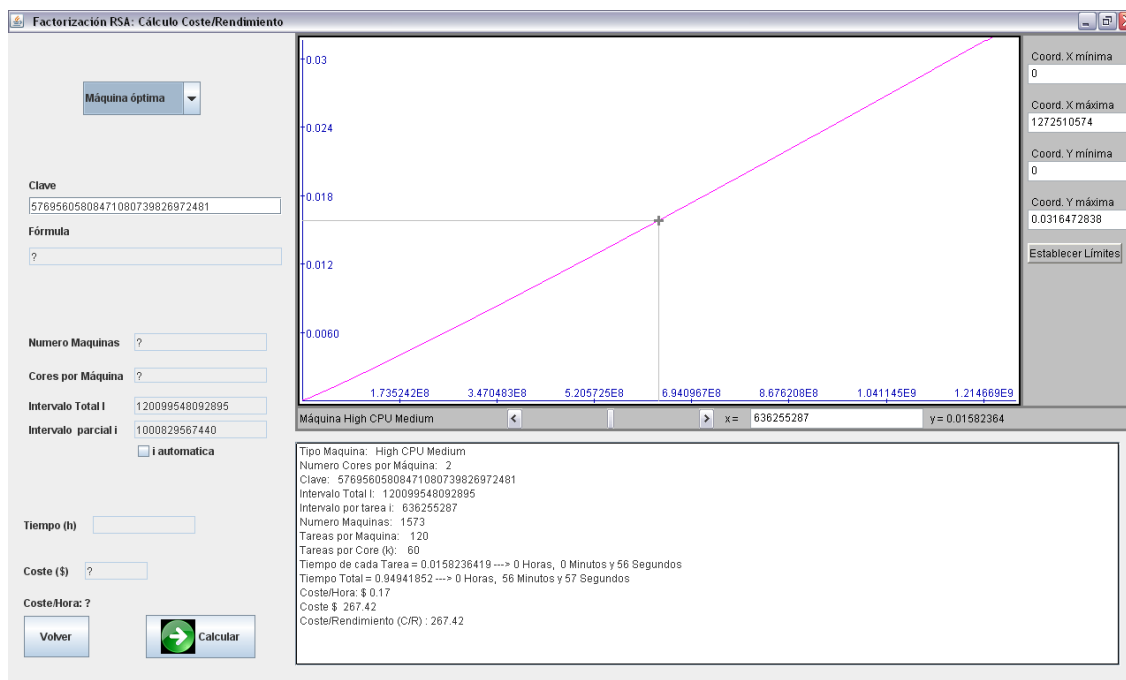 Factorización RSA: Cálculo Coste/Rendimiento
Máquina óptima
Clave
5769560580847108073982697​2481
Fórmula
?
Numero Maquinas ?
Cores por Máquina ?
Intervalo Total I 120099548092895
Intervalo parcial i 1000829567440
i automatica
Tiempo (h)
Coste ($) ?
Coste/Hora: ?
Volver
Calcular
0.03
0.024
0.018
0.012
0.0060
1.735242E8 3.470483E8 5.205725E8 6.940967E8 8.676208E8 1.041145E9 1.214669E9
Máquina High CPU Medium x = 636255287 y = 0.01582364
Coord. X mínima
0
Coord. X máxima
1272510574
Coord. Y mínima
0
Coord. Y máxima
0.0316472838
Establecer Límites
Tipo Maquina: High CPU Medium
Numero Cores por Máquina: 2
Clave: 57695605808471080739826972481
Intervalo Total I: 120099548092895
Intervalo por tarea i: 636255287
Numero Maquinas: 1573
Tareas por Maquina: 120
Tareas por Core (k): 60
Tiempo de cada Tarea = 0.0158236419 ---> 0 Horas, 0 Minutos y 56 Segundos
Tiempo Total = 0.94941852 ---> 0 Horas, 56 Minutos y 57 Segundos
Coste/Hora: $ 0.17
Coste $ 267.42
Coste/Rendimiento (C/R) : 267.42